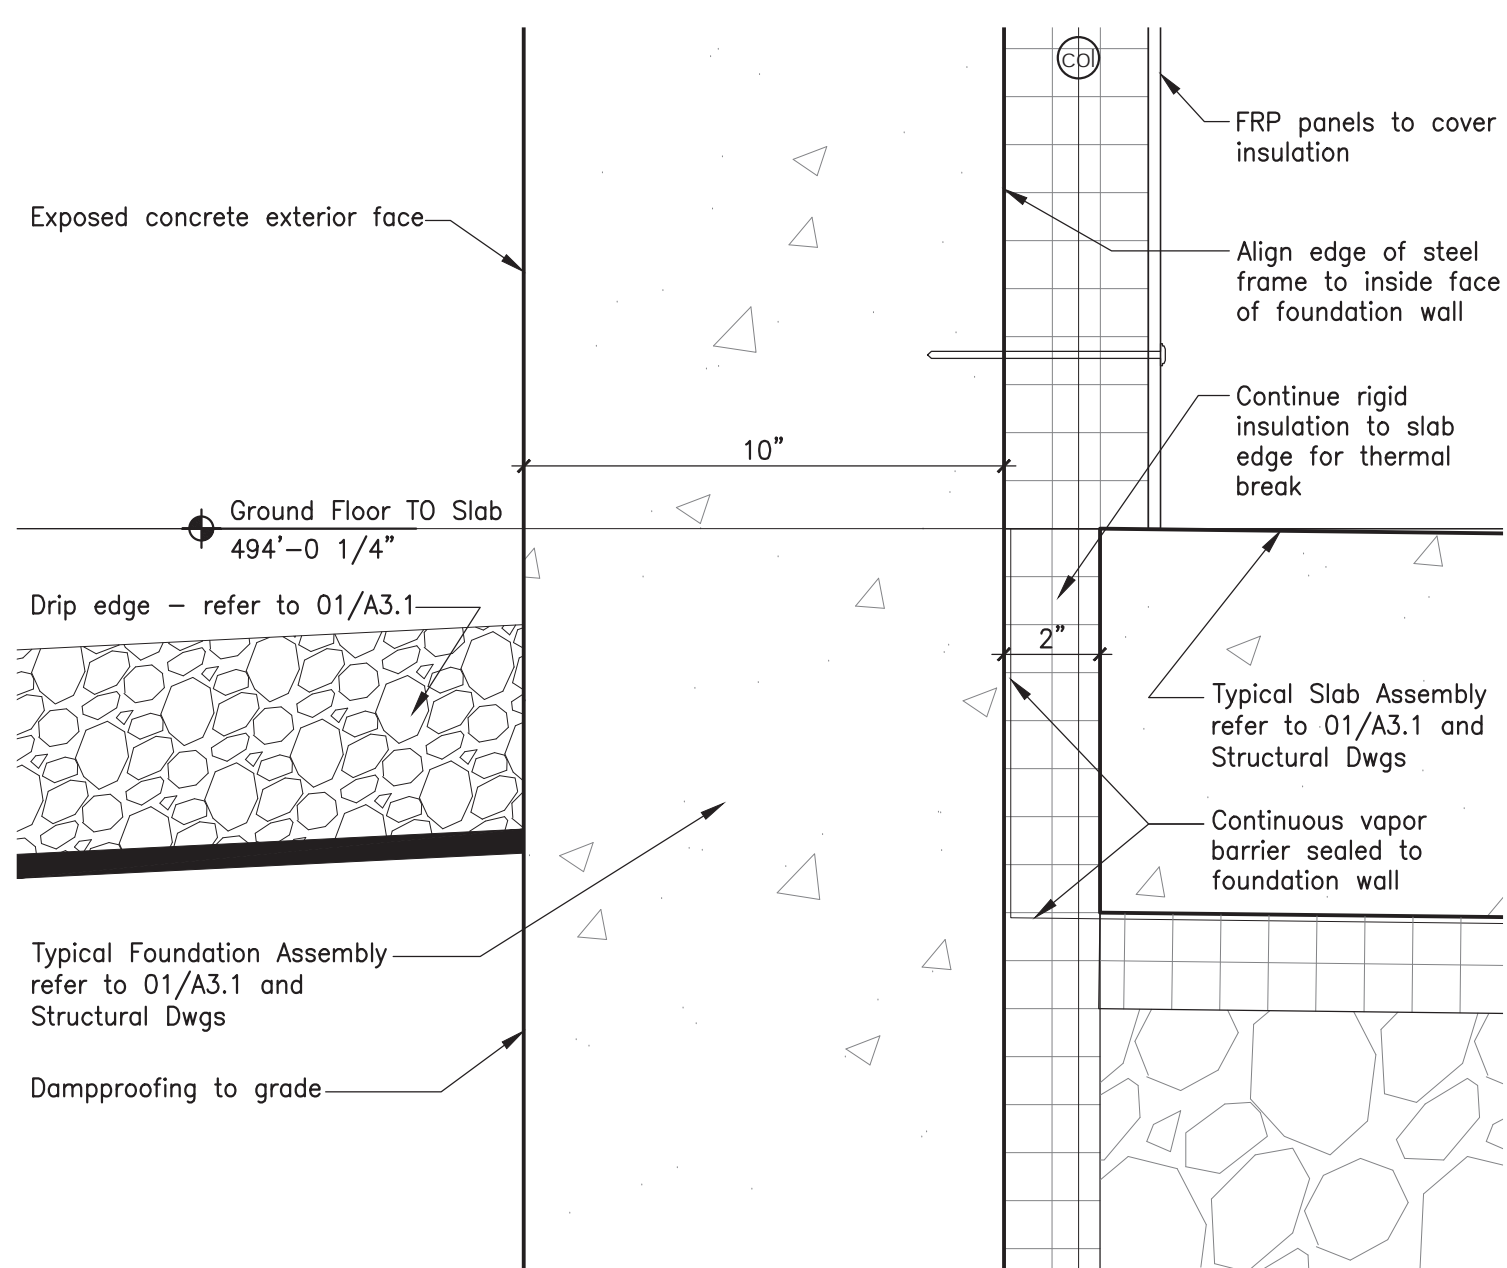 col
FRP panels to cover
insulation
Exposed concrete exterior face
Align edge of steel
frame to inside face
of foundation wall
Continue rigid
insulation to slab
edge for thermal
break
10”
Ground Floor TO Slab
494’-0 1/4”
Drip edge - refer to 01/A3.1
2”
Typical Slab Assembly
refer to 01/A3.1 and
Structural Dwgs
Continuous vapor
barrier sealed to
foundation wall
Typical Foundation Assembly
refer to 01/A3.1 and
Structural Dwgs
Dampproofing to grade